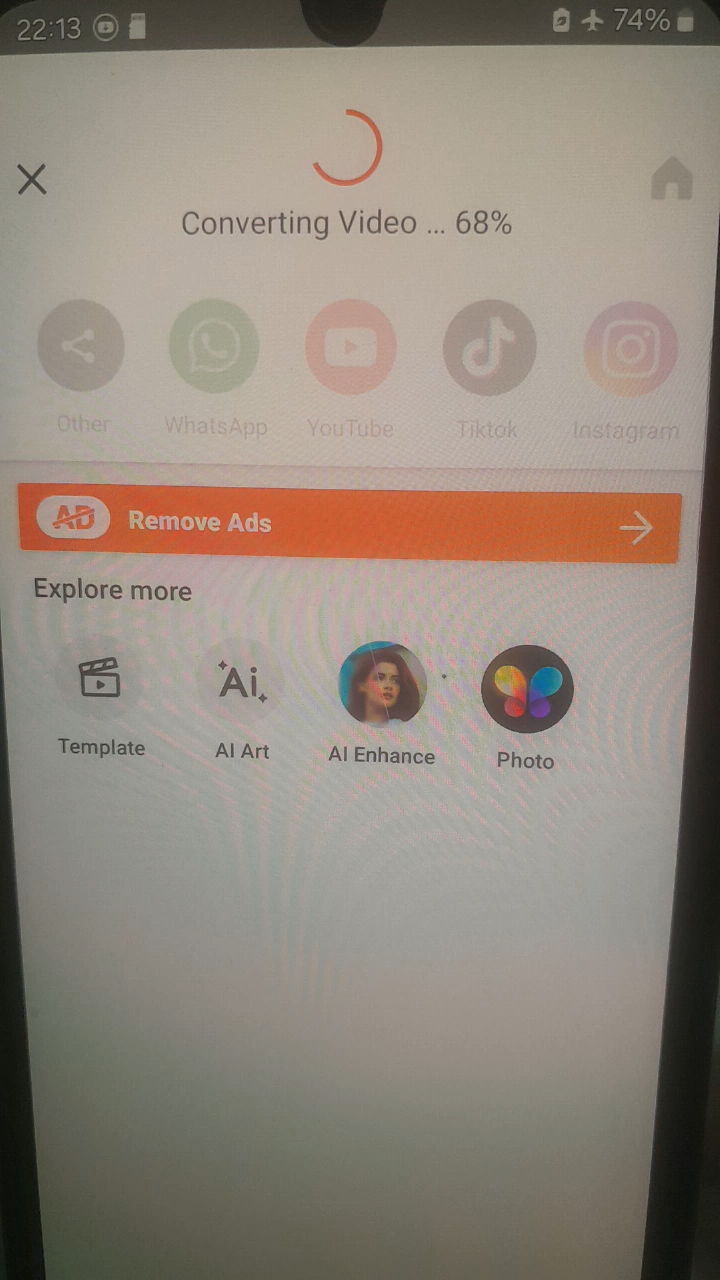 22:13 74%
Converting Video ... 68%
Other WhatsApp YouTube Tiktok Instagram
AD Remove Ads
Explore more
Ai
Template AI Art AI Enhance Photo